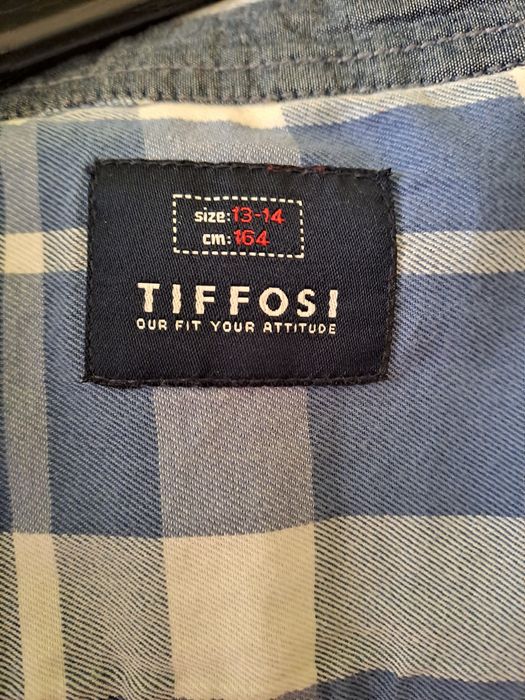 size: 13-14
cm: 164
TIFFOSI
OUR FIT YOUR ATTITUDE